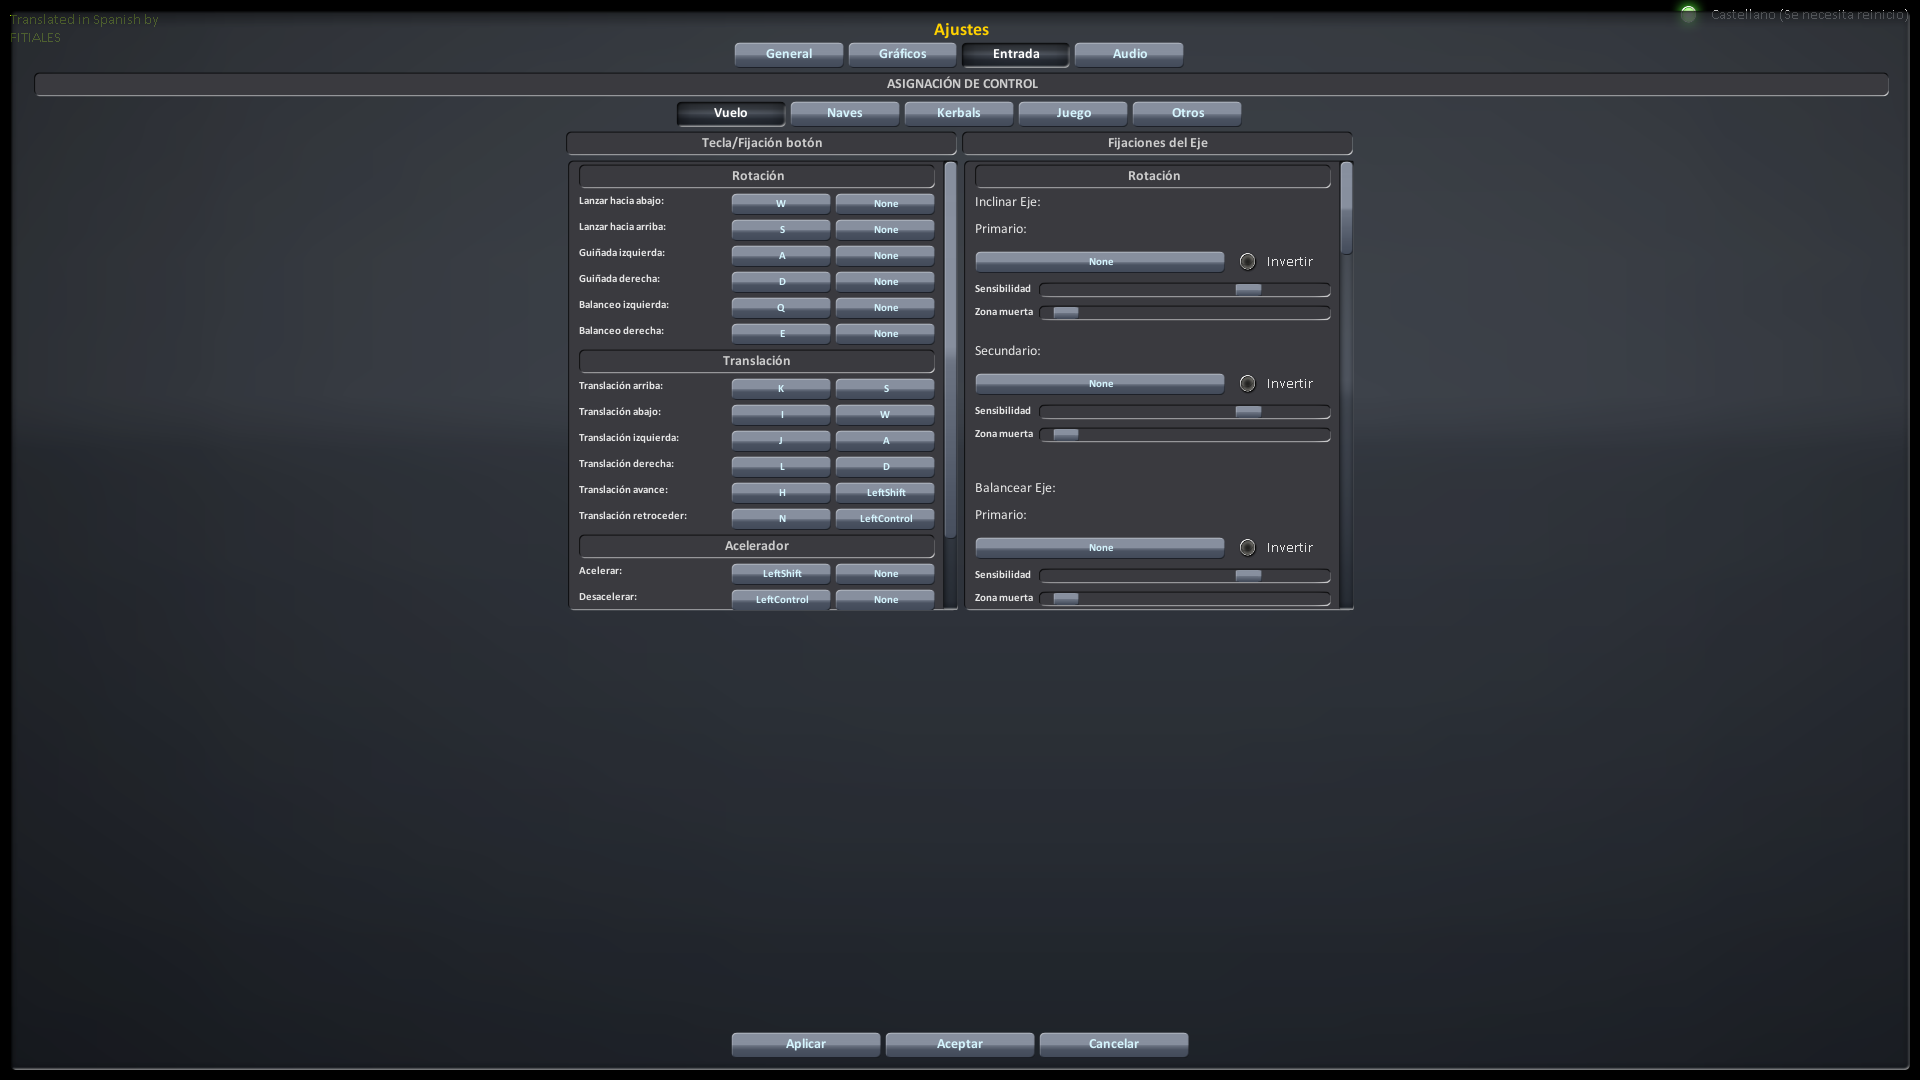 Translated in Spanish by
FITIALES
Castellano (Se necesita reinicio)
Ajustes
General Gráficos Entrada Audio
ASIGNACIÓN DE CONTROL
Vuelo Naves Kerbals Juego Otros
Tecla/Fijación botón
Rotación
Lanzar hacia abajo: W None
Lanzar hacia arriba: S None
Guiñada izquierda: A None
Guiñada derecha: D None
Balanceo izquierda: Q None
Balanceo derecha: E None
Translación
Translación arriba: K S
Translación abajo: I W
Translación izquierda: J A
Translación derecha: L D
Translación avance: H LeftShift
Translación retroceder: N LeftControl
Acelerador
Acelerar: LeftShift None
Desacelerar: LeftControl None
Fijaciones del Eje
Rotación
Inclinar Eje:
Primario:
None Invertir
Sensibilidad
Zona muerta
Secundario:
None Invertir
Sensibilidad
Zona muerta
Balancear Eje:
Primario:
None Invertir
Sensibilidad
Zona muerta
Aplicar Aceptar Cancelar